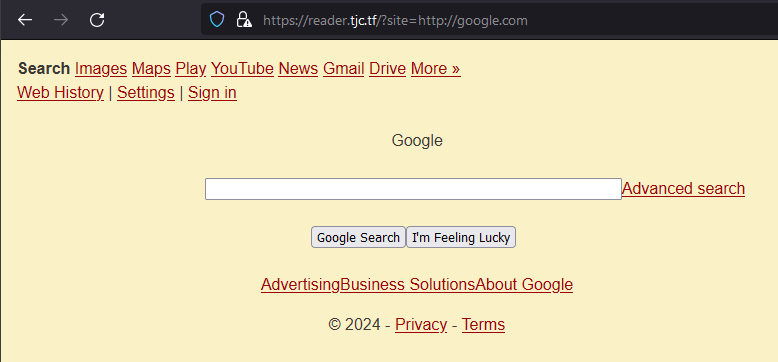 https://reader.tjc.tf/?site=http://google.com
Search Images Maps Play YouTube News Gmail Drive More »
Web History | Settings | Sign in
Google
Advanced search
Google Search I'm Feeling Lucky
AdvertisingBusiness SolutionsAbout Google
© 2024 - Privacy - Terms